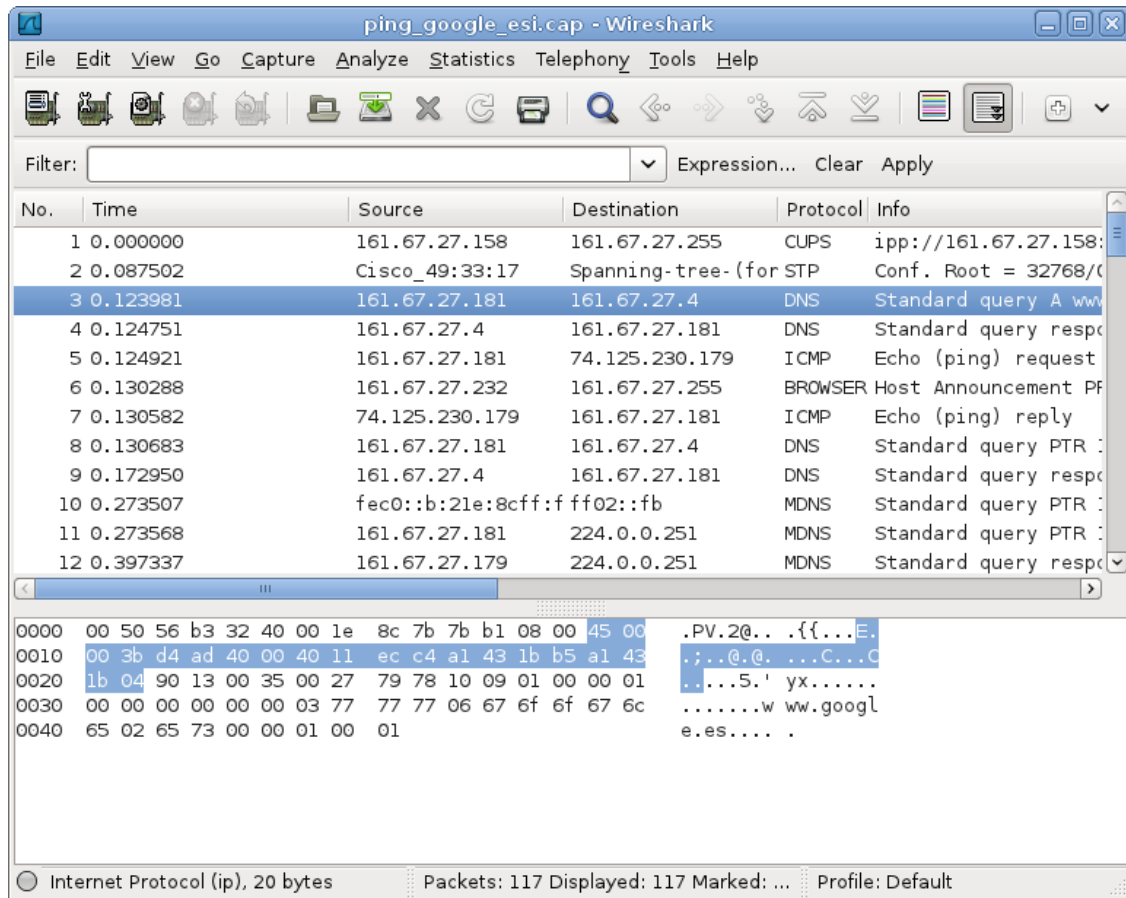 ping_google_esi.cap - Wireshark
File Edit View Go Capture Analyze Statistics Telephony Tools Help
Filter: Expression... Clear Apply
No. Time Source Destination Protocol Info
1 0.000000 161.67.27.158 161.67.27.255 CUPS ipp://161.67.27.158:
2 0.087502 Cisco_49:33:17 Spanning-tree-(for STP Conf. Root = 32768/0
3 0.123981 161.67.27.181 161.67.27.4 DNS Standard query A www
4 0.124751 161.67.27.4 161.67.27.181 DNS Standard query respo
5 0.124921 161.67.27.181 74.125.230.179 ICMP Echo (ping) request
6 0.130288 161.67.27.232 161.67.27.255 BROWSER Host Announcement PR
7 0.130582 74.125.230.179 161.67.27.181 ICMP Echo (ping) reply
8 0.130683 161.67.27.181 161.67.27.4 DNS Standard query PTR 1
9 0.172950 161.67.27.4 161.67.27.181 DNS Standard query respo
10 0.273507 fec0::b:21e:8cff:f ff02::fb MDNS Standard query PTR 1
11 0.273568 161.67.27.181 224.0.0.251 MDNS Standard query PTR 1
12 0.397337 161.67.27.179 224.0.0.251 MDNS Standard query respo
0000 00 50 56 b3 32 40 00 1e 8c 7b 7b b1 08 00 45 00 .PV.2@.. .{{...E.
0010 00 3b d4 ad 40 00 40 11 ec c4 a1 43 1b b5 a1 43 .;..@.@. ...C...C
0020 1b 04 90 13 00 35 00 27 79 78 10 09 01 00 00 01 .....5.' yx......
0030 00 00 00 00 00 00 03 77 77 77 06 67 6f 6f 67 6c .......w ww.googl
0040 65 02 65 73 00 00 01 00 01 e.es.... .
Internet Protocol (ip), 20 bytes Packets: 117 Displayed: 117 Marked: ... Profile: Default